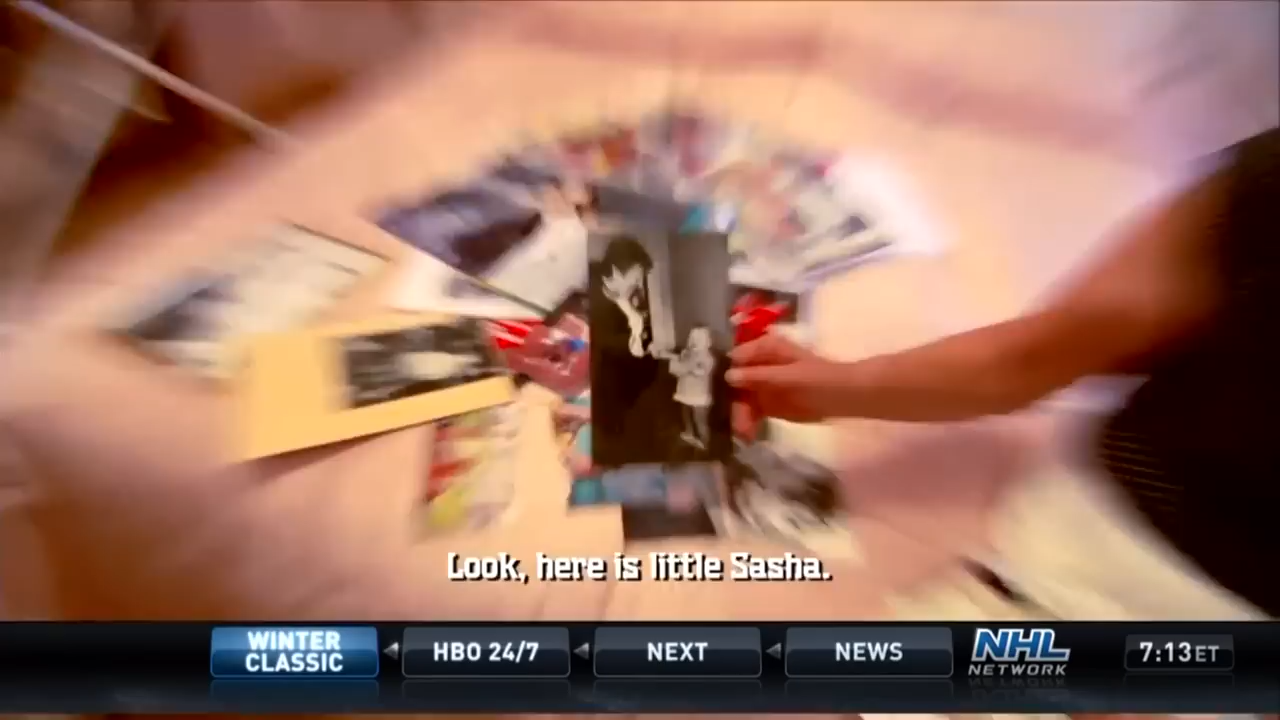 Look, here is little Sasha.
WINTER
CLASSIC
HBO 24/7
NEXT
NEWS
NHL
NETWORK
7:13ET